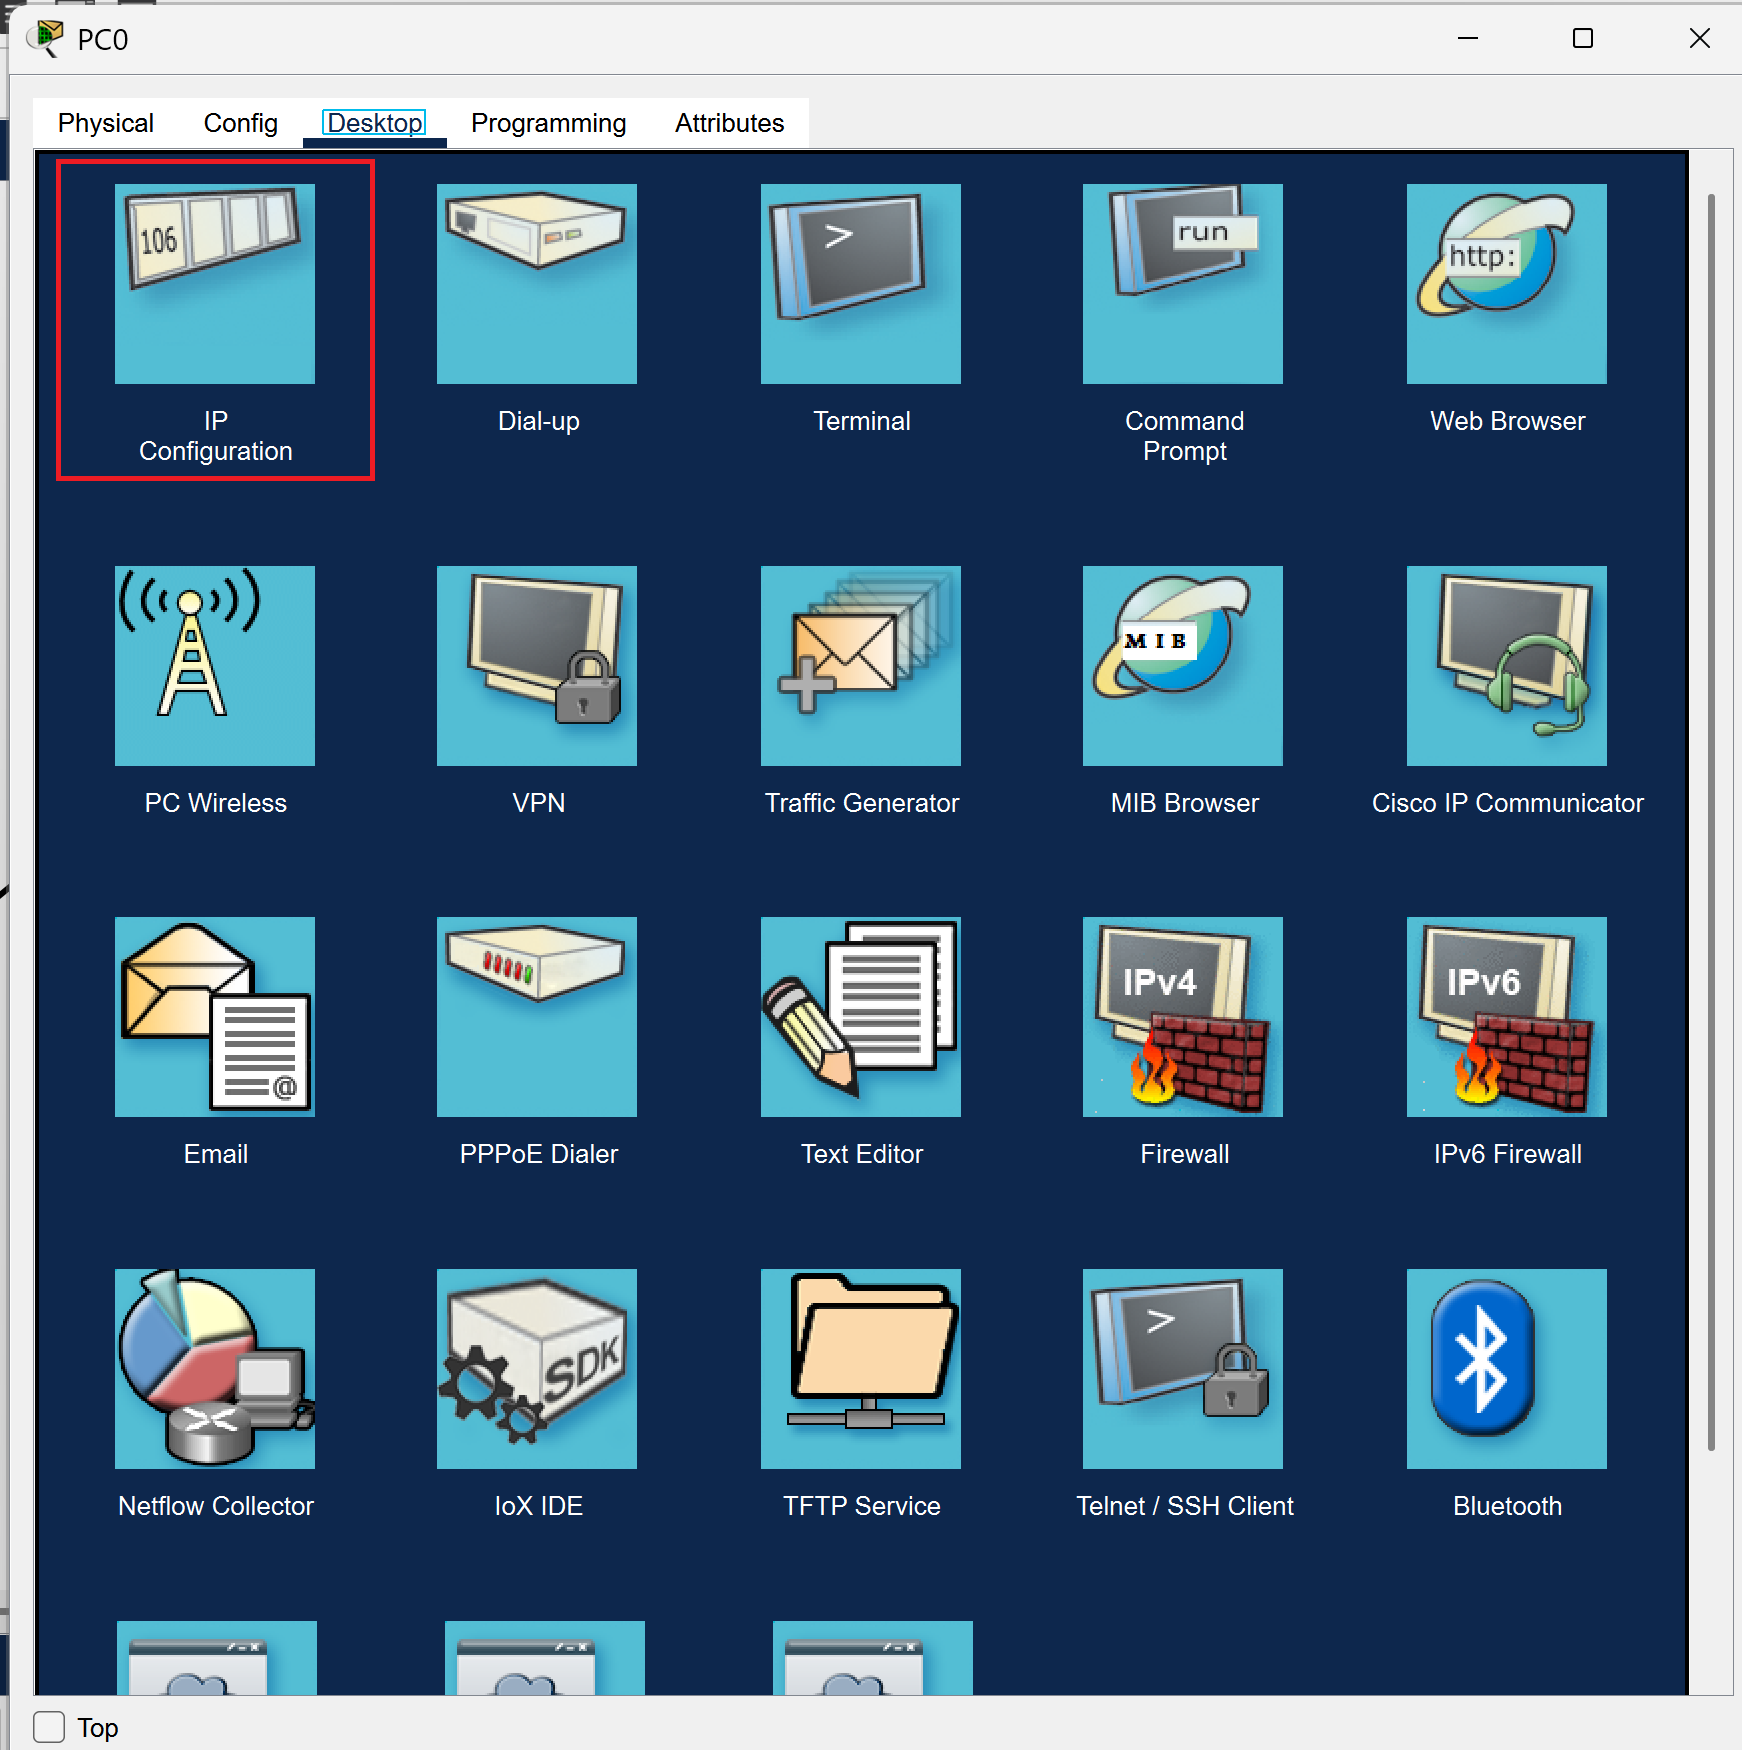 PC0
Physical Config Desktop Programming Attributes
106
run
http:
IP
Configuration
Dial-up
Terminal
Command
Prompt
Web Browser
MIB
PC Wireless
VPN
Traffic Generator
MIB Browser
Cisco IP Communicator
@
IPv4
IPv6
Email
PPPoE Dialer
Text Editor
Firewall
IPv6 Firewall
SDK
>
Netflow Collector
IoX IDE
TFTP Service
Telnet / SSH Client
Bluetooth
Top